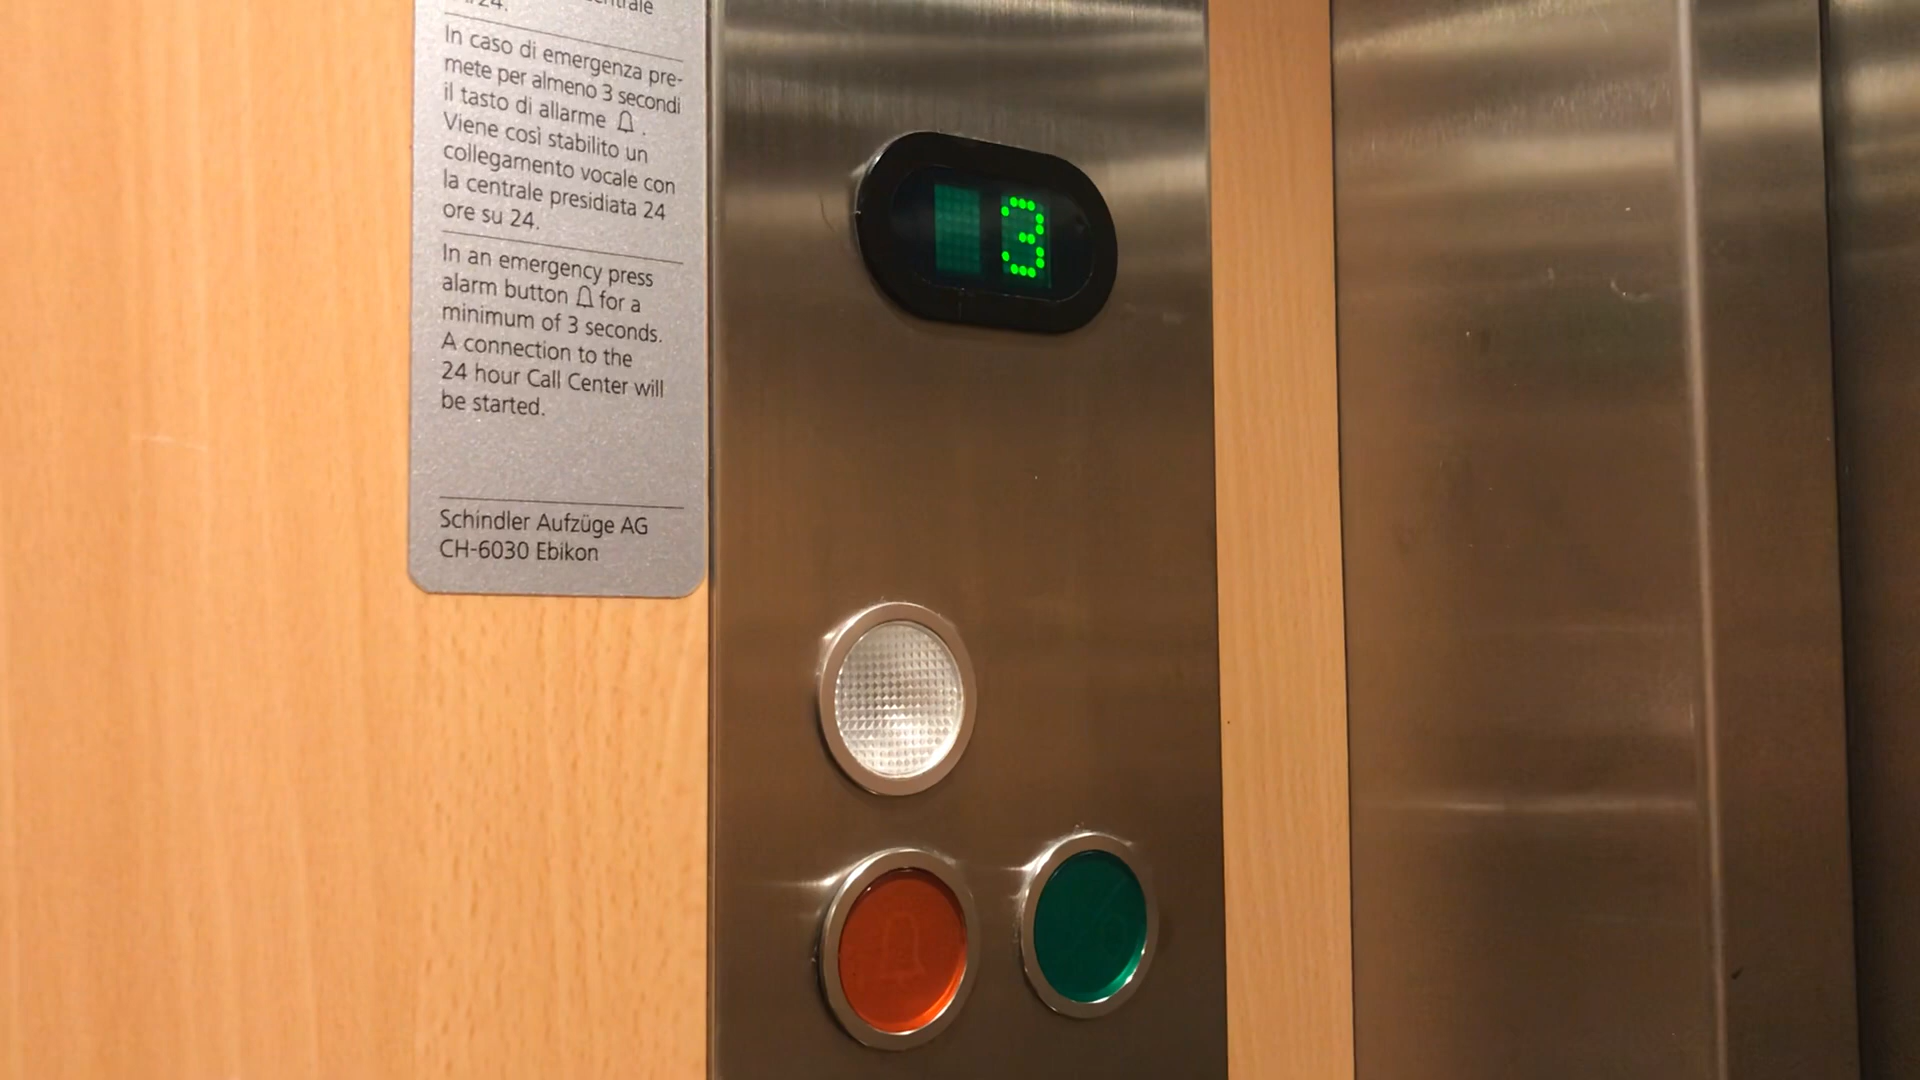 24.
In caso di emergenza pre-
mete per almeno 3 secondi
il tasto di allarme .
Viene così stabilito un
collegamento vocale con
la centrale presidiata 24
ore su 24.
In an emergency press
alarm button for a
minimum of 3 seconds.
A connection to the
24 hour Call Center will
be started.
Schindler Aufzüge AG
CH-6030 Ebikon
3